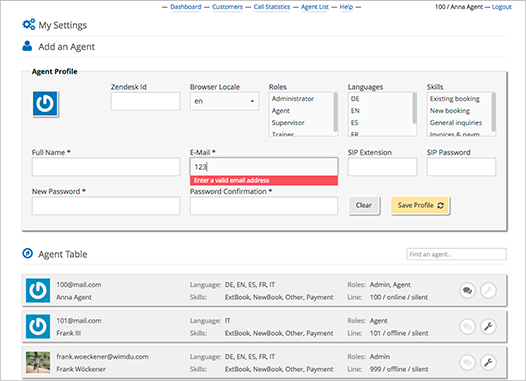 — Dashboard — Customers — Call Statistics — Agent List — Help —
100 / Anna Agent — Logout
My Settings
Add an Agent
Agent Profile
Zendesk Id
Browser Locale
Roles
Languages
Skills
en
Administrator
Agent
Supervisor
Trainer
DE
EN
ES
FR
Existing booking
New booking
General inquiries
Invoices & paym
Full Name *
E-Mail *
SIP Extension
SIP Password
123
Enter a valid email address
New Password *
Password Confirmation *
Clear
Save Profile
Agent Table
Find an agent..
100@mail.com
Anna Agent
Language: DE, EN, ES, FR, IT
Skills: ExtBook, NewBook, Other, Payment
Roles: Admin, Agent
Line: 100 / online / silent
101@mail.com
Frank III
Language: IT
Skills: ExtBook, NewBook, Other, Payment
Roles: Agent
Line: 101 / offline / silent
frank.woeckener@wimdu.com
Frank Wöckener
Language: DE, EN, ES, FR, IT
Skills: ExtBook, NewBook, Other, Payment
Roles: Admin
Line: 999 / offline / silent